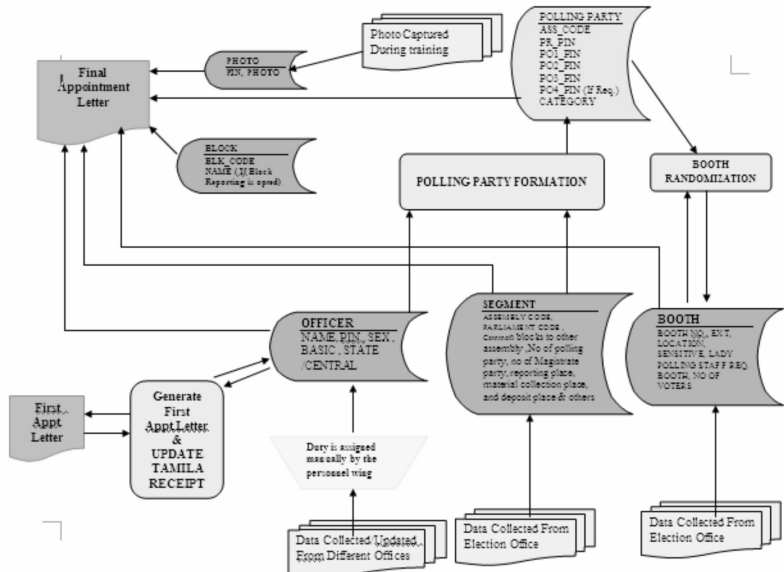 POLLING PARTY
ASS_CODE
PR_PIN
PO1_PIN
PO2_PIN
PO3_PIN
PO4_PIN (If Req.)
CATEGORY
Photo Captured
During training
PHOTO
PIN, PHOTO
Final
Appointment
Letter
BLOCK
BLK_CODE
NAME (If Block
Reporting is opted)
POLLING PARTY FORMATION
BOOTH
RANDOMIZATION
OFFICER
NAME, PIN, SEX,
BASIC, STATE
/CENTRAL
SEGMENT
ASSEMBLY CODE,
PARLIAMENT CODE,
Common blocks to other
assembly, No of polling
party, no of Magistrate
party, reporting place,
material collection place,
and deposit place & others
BOOTH
BOOTH NO, EXT,
LOCATION,
SENSITIVE, LADY
POLLING STAFF REQ.
BOOTH, NO OF
VOTERS
First
Appt.
Letter
Generate
First
Appt.Letter
&
UPDATE
TAMILA
RECEIPT
Duty is assigned
manually by the
personnel wing
Data Collected/Updated
From Different Offices
Data Collected From
Election Office
Data Collected From
Election Office